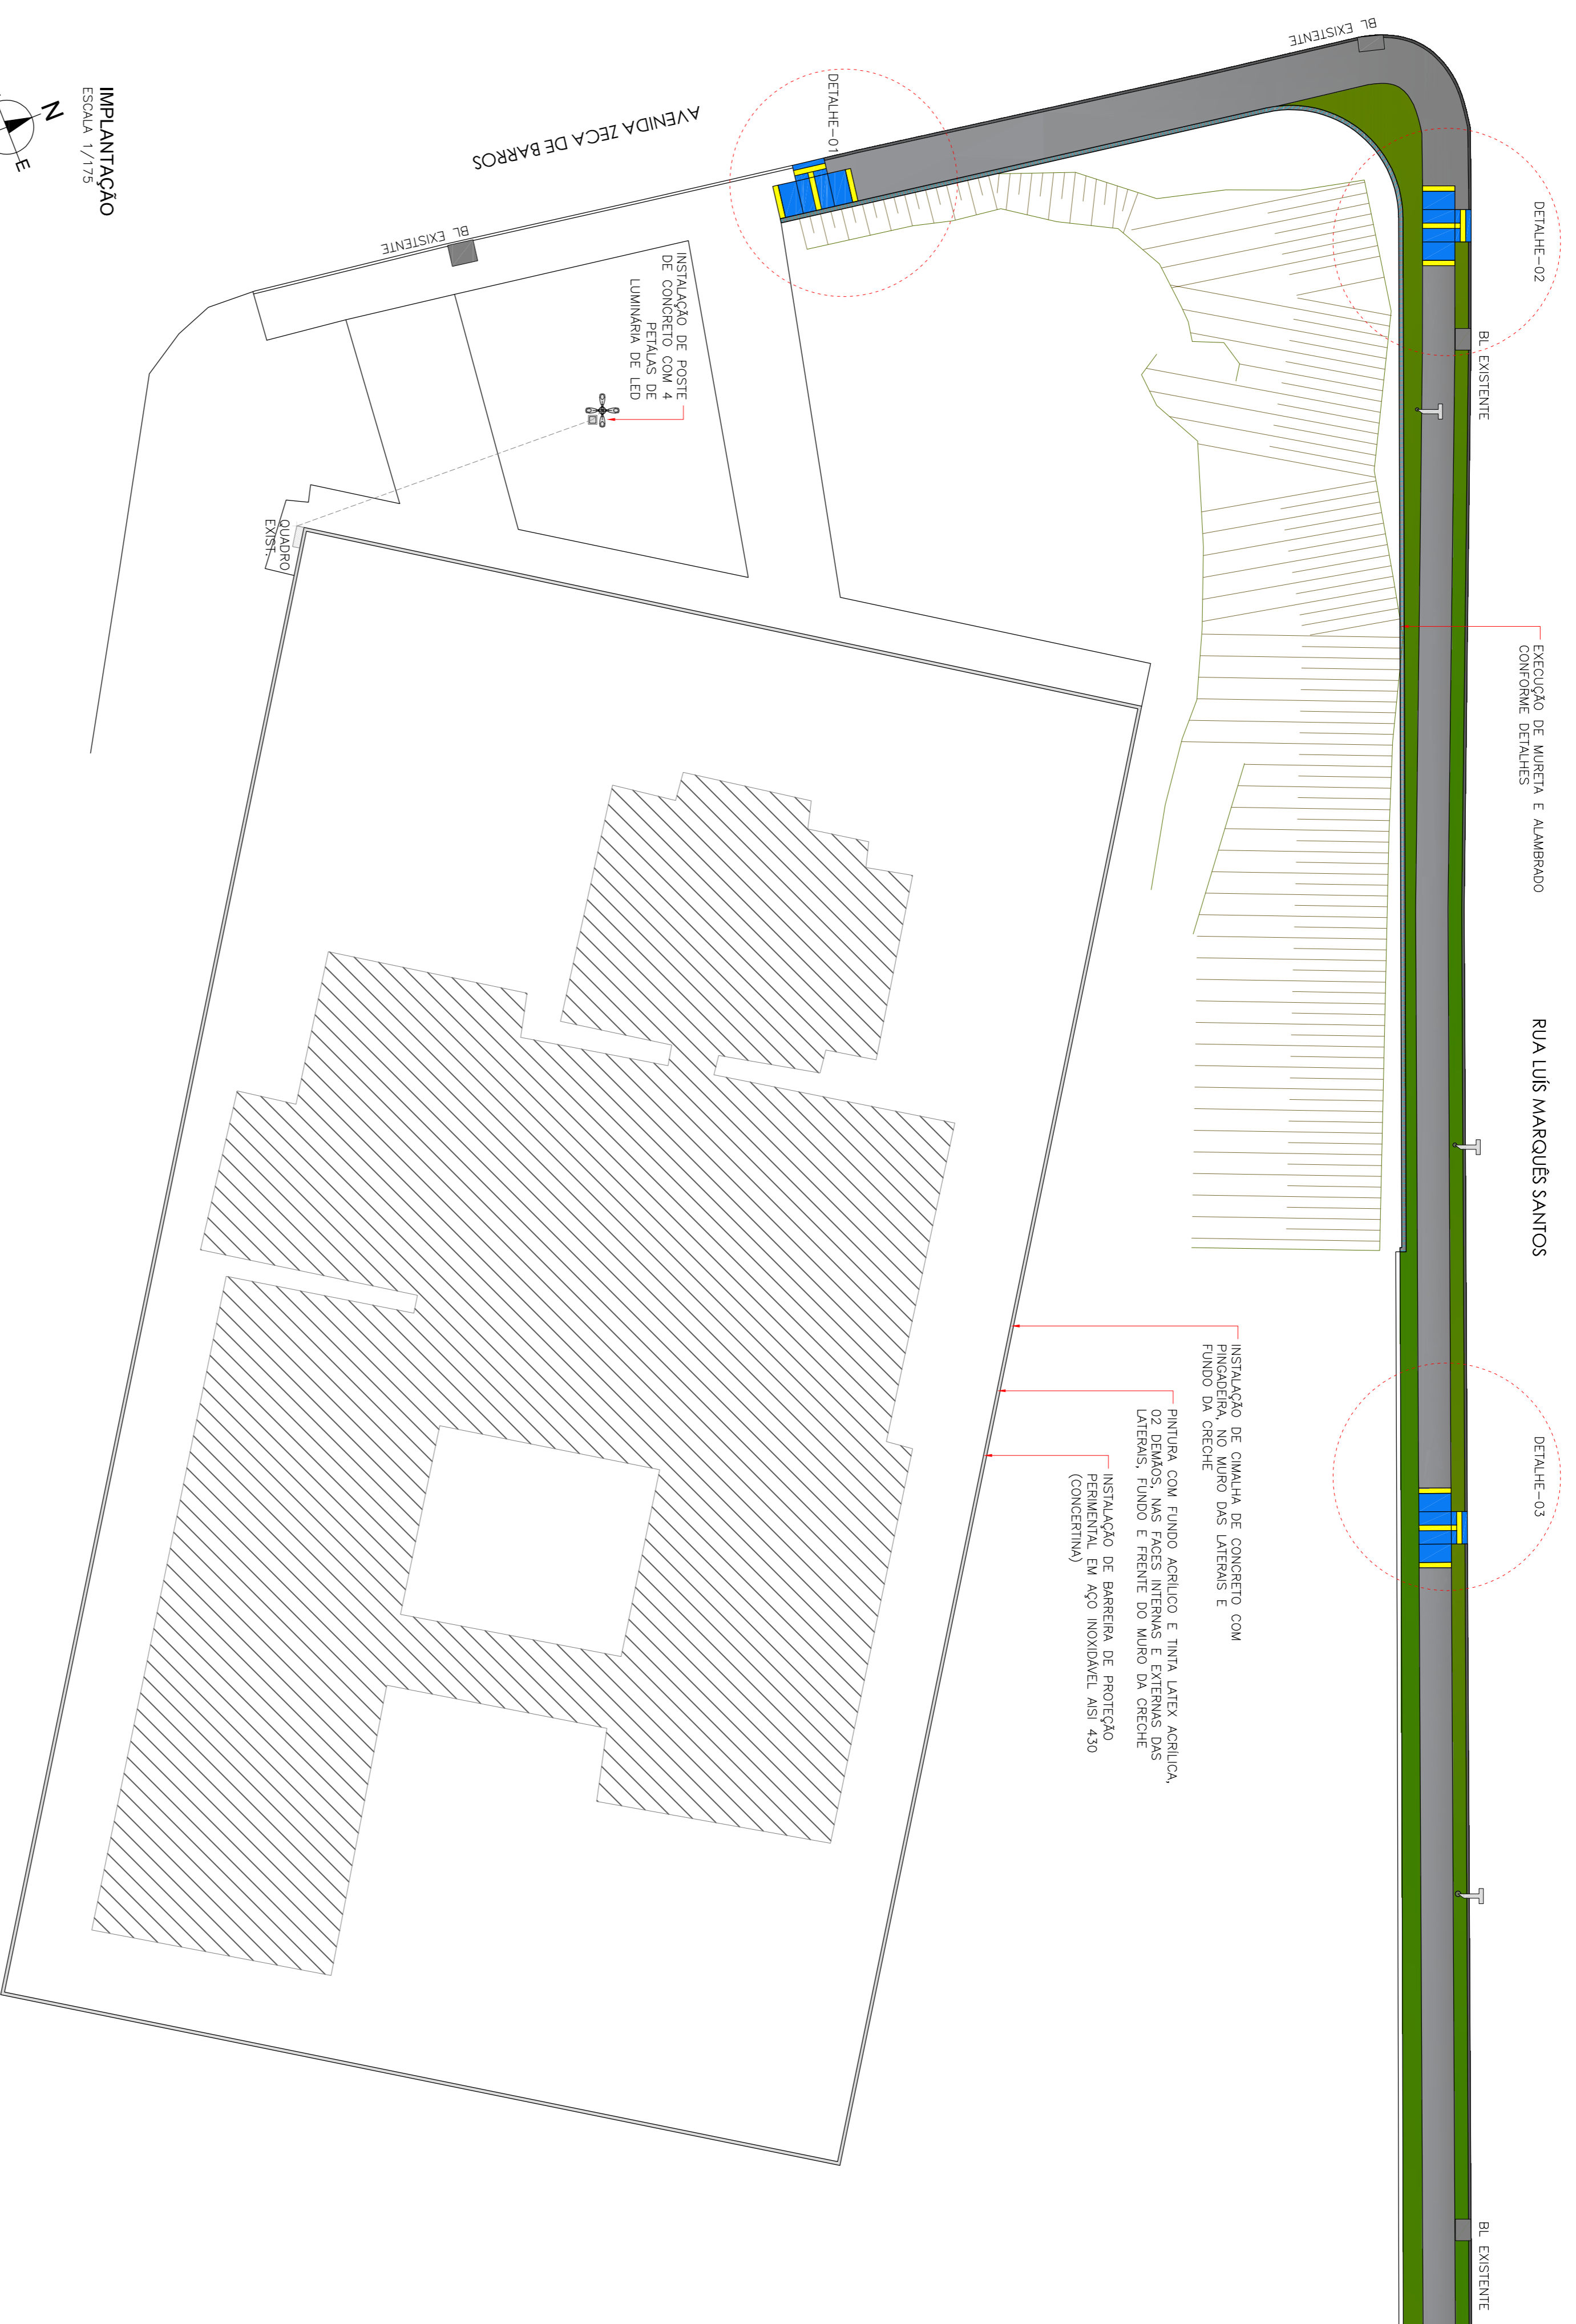 DETALHE-02
BL EXISTENTE
EXECUÇÃO DE MURETA E ALAMBRADO
CONFORME DETALHES
RUA LUÍS MARQUÊS SANTOS
DETALHE-03
BL EXISTENTE
BL EXISTENTE
INSTALAÇÃO DE CIMALHA DE CONCRETO COM
PINGADEIRA, NO MURO DAS LATERAIS E
FUNDO DA CRECHE
PINTURA COM FUNDO ACRÍLICO E TINTA LATEX ACRÍLICA,
02 DEMÃOS, NAS FACES INTERNAS E EXTERNAS DAS
LATERAIS, FUNDO E FRENTE DO MURO DA CRECHE
INSTALAÇÃO DE BARREIRA DE PROTEÇÃO
PERIMENTAL EM AÇO INOXIDÁVEL AISI 430
(CONCERTINA)
DETALHE-01
AVENIDA ZECA DE BARROS
INSTALAÇÃO DE POSTE
DE CONCRETO COM 4
PETÁLAS DE
LUMINÁRIA DE LED
BL EXISTENTE
QUADRO
EXIST.
IMPLANTAÇÃO
ESCALA 1/175
N
E